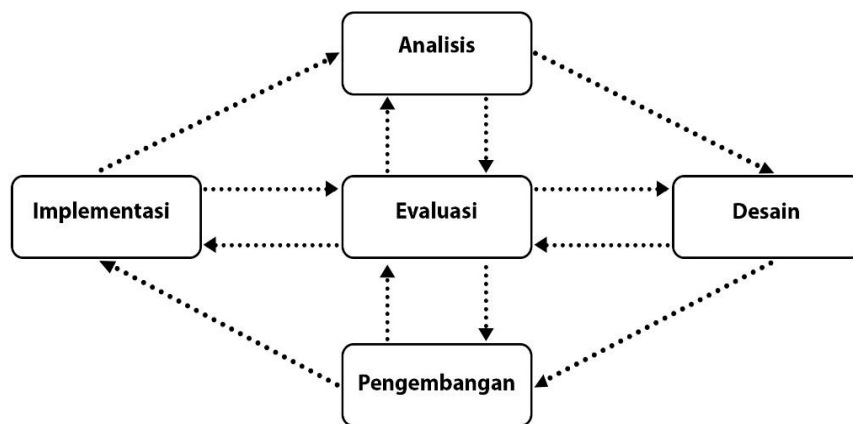 Analisis
Implementasi
Evaluasi
Desain
Pengembangan